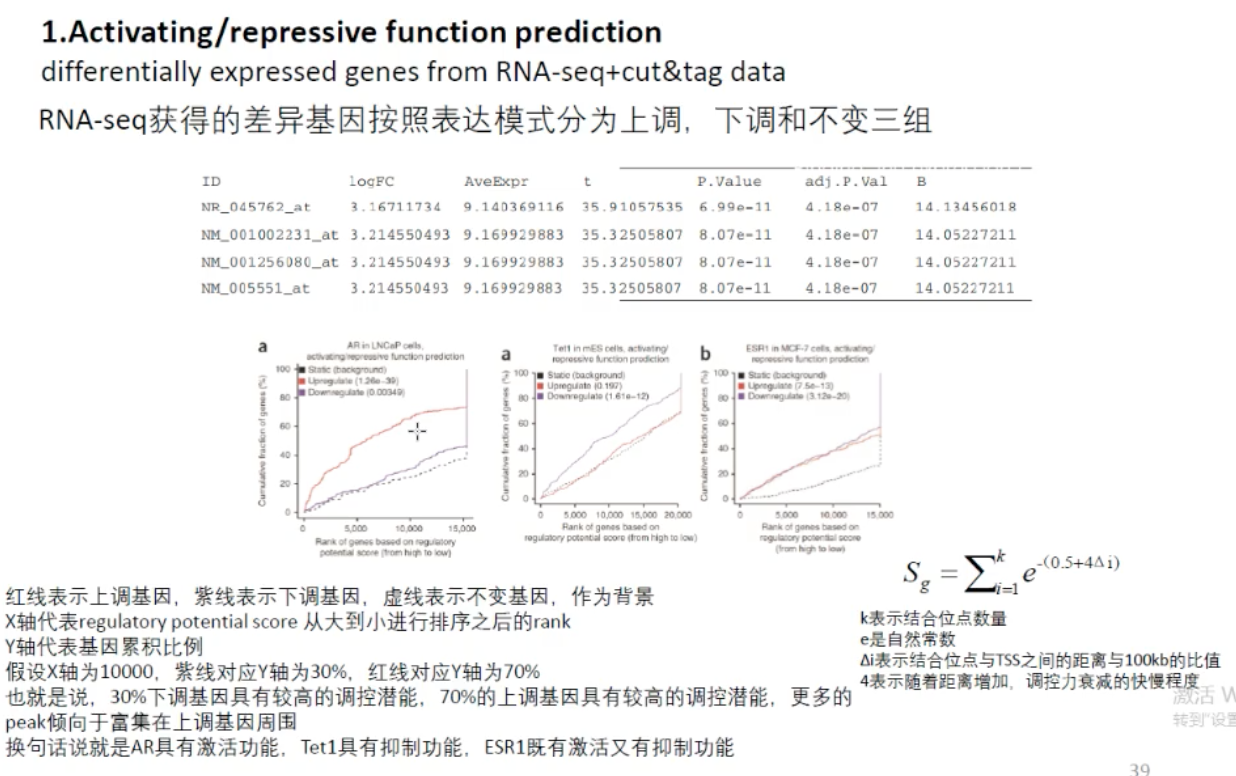 1.Activating/repressive function prediction
differentially expressed genes from RNA-seq+cut&tag data
RNA-seq获得的差异基因按照表达模式分为上调，下调和不变三组
ID logFC AveExpr t P.Value adj.P.Val B
NR_045762_at 3.16711734 9.140369116 35.91057535 6.99e-11 4.18e-07 14.13456018
NM_001002231_at 3.214550493 9.169929883 35.32505807 8.07e-11 4.18e-07 14.05227211
NM_001256080_at 3.214550493 9.169929883 35.32505807 8.07e-11 4.18e-07 14.05227211
NM_005551_at 3.214550493 9.169929883 35.32505807 8.07e-11 4.18e-07 14.05227211
a
AR in LNCaP cells,
activating/repressive function prediction
Static (background)
Upregulate (1.26e-39)
Downregulate (0.00349)
Cumulative fraction of genes (%)
100
80
60
40
20
0
0 5,000 10,000 15,000
Rank of genes based on regulatory
potential score (from high to low)
a
Tet1 in mES cells, activating/
repressive function prediction
Static (background)
Upregulate (0.197)
Downregulate (1.61e-12)
Cumulative fraction of genes (%)
100
80
60
40
20
0
0 5,000 10,000 15,000 20,000
Rank of genes based on
regulatory potential score (from high to low)
b
ESR1 in MCF-7 cells, activating/
repressive function prediction
Static (background)
Upregulate (7.5e-13)
Downregulate (3.12e-20)
Cumulative fraction of genes (%)
100
80
60
40
20
0
0 5,000 10,000 15,000
Rank of genes based on
regulatory potential score
(from high to low)
S_g = ∑_{i=1}^{k} e^{-(0.5+4Δi)}
红线表示上调基因，紫线表示下调基因，虚线表示不变基因，作为背景
X轴代表regulatory potential score 从大到小进行排序之后的rank
Y轴代表基因累积比例
假设X轴为10000，紫线对应Y轴为30%，红线对应Y轴为70%
也就是说，30%下调基因具有较高的调控潜能，70%的上调基因具有较高的调控潜能，更多的
peak倾向于富集在上调基因周围
换句话说就是AR具有激活功能，Tet1具有抑制功能，ESR1既有激活又有抑制功能
k表示结合位点数量
e是自然常数
Δi表示结合位点与TSS之间的距离与100kb的比值
4表示随着距离增加，调控力衰减的快慢程度
激活 W
转到"设置
39